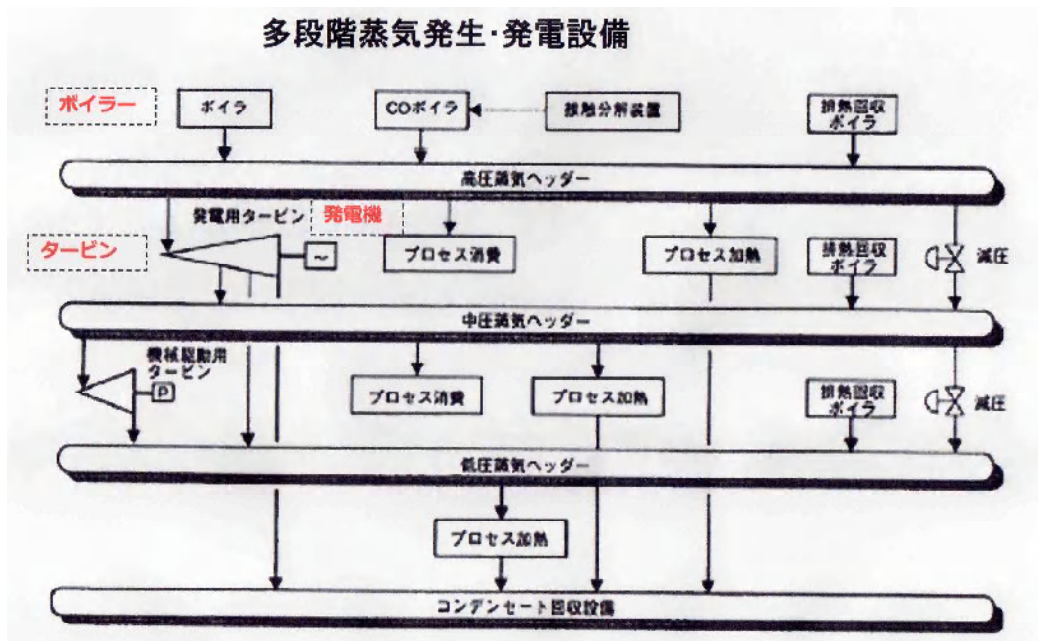 多段階蒸気発生・発電設備
ボイラー
ボイラ
COボイラ
接触分解装置
排熱回収
ボイラ
高圧蒸気ヘッダー
発電用タービン
発電機
タービン
～
プロセス消費
プロセス加熱
排熱回収
ボイラ
減圧
中圧蒸気ヘッダー
機械駆動用
タービン
P
プロセス消費
プロセス加熱
排熱回収
ボイラ
減圧
低圧蒸気ヘッダー
プロセス加熱
コンデンセート回収設備